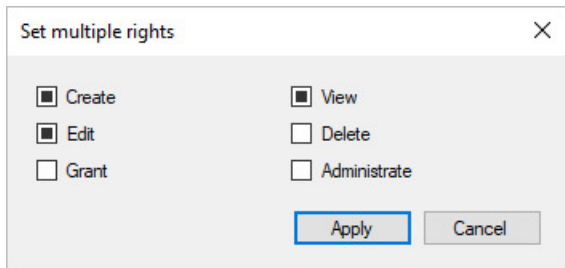 Set multiple rights
Create View
Edit Delete
Grant Administrate
Apply Cancel